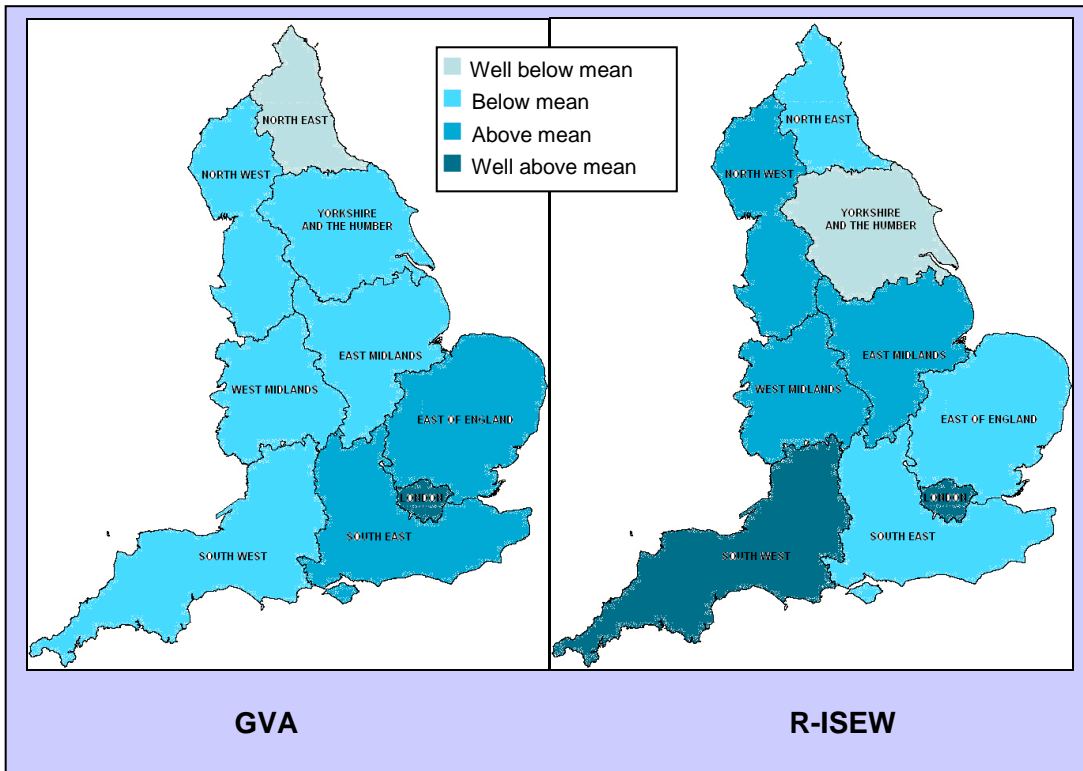 Well below mean
Below mean
Above mean
Well above mean
NORTH EAST
NORTH WEST
YORKSHIRE
AND THE HUMBER
EAST MIDLANDS
WEST MIDLANDS
EAST OF ENGLAND
LONDON
SOUTH EAST
SOUTH WEST
GVA
NORTH EAST
NORTH WEST
YORKSHIRE
AND THE HUMBER
EAST MIDLANDS
WEST MIDLANDS
EAST OF ENGLAND
LONDON
SOUTH EAST
SOUTH WEST
R-ISEW